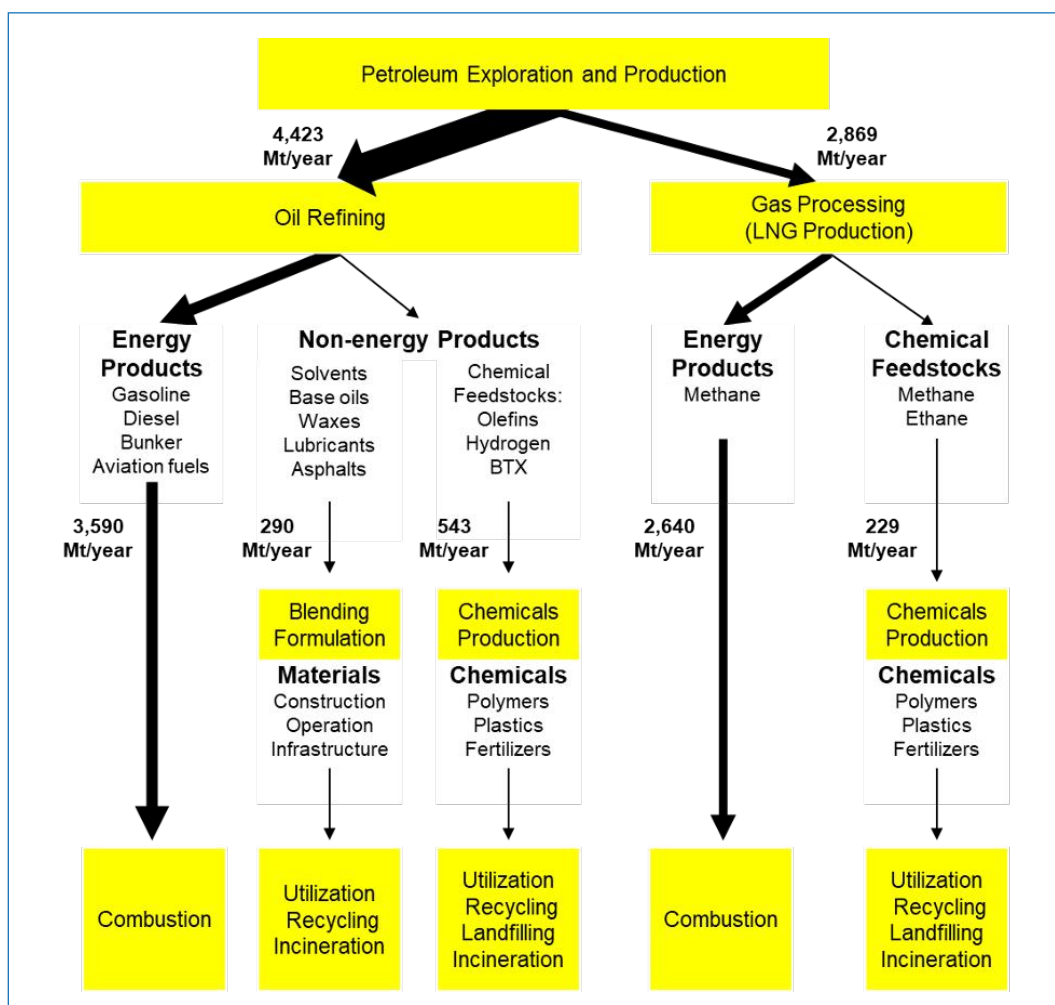 Petroleum Exploration and Production
4,423
Mt/year
2,869
Mt/year
Oil Refining
Gas Processing
(LNG Production)
Energy
Products
Gasoline
Diesel
Bunker
Aviation fuels
Non-energy Products
Solvents
Base oils
Waxes
Lubricants
Asphalts
Chemical
Feedstocks:
Olefins
Hydrogen
BTX
Energy
Products
Methane
Chemical
Feedstocks
Methane
Ethane
3,590
Mt/year
290
Mt/year
543
Mt/year
2,640
Mt/year
229
Mt/year
Blending
Formulation
Materials
Construction
Operation
Infrastructure
Chemicals
Production
Chemicals
Polymers
Plastics
Fertilizers
Chemicals
Production
Chemicals
Polymers
Plastics
Fertilizers
Combustion
Utilization
Recycling
Incineration
Utilization
Recycling
Landfilling
Incineration
Combustion
Utilization
Recycling
Landfilling
Incineration